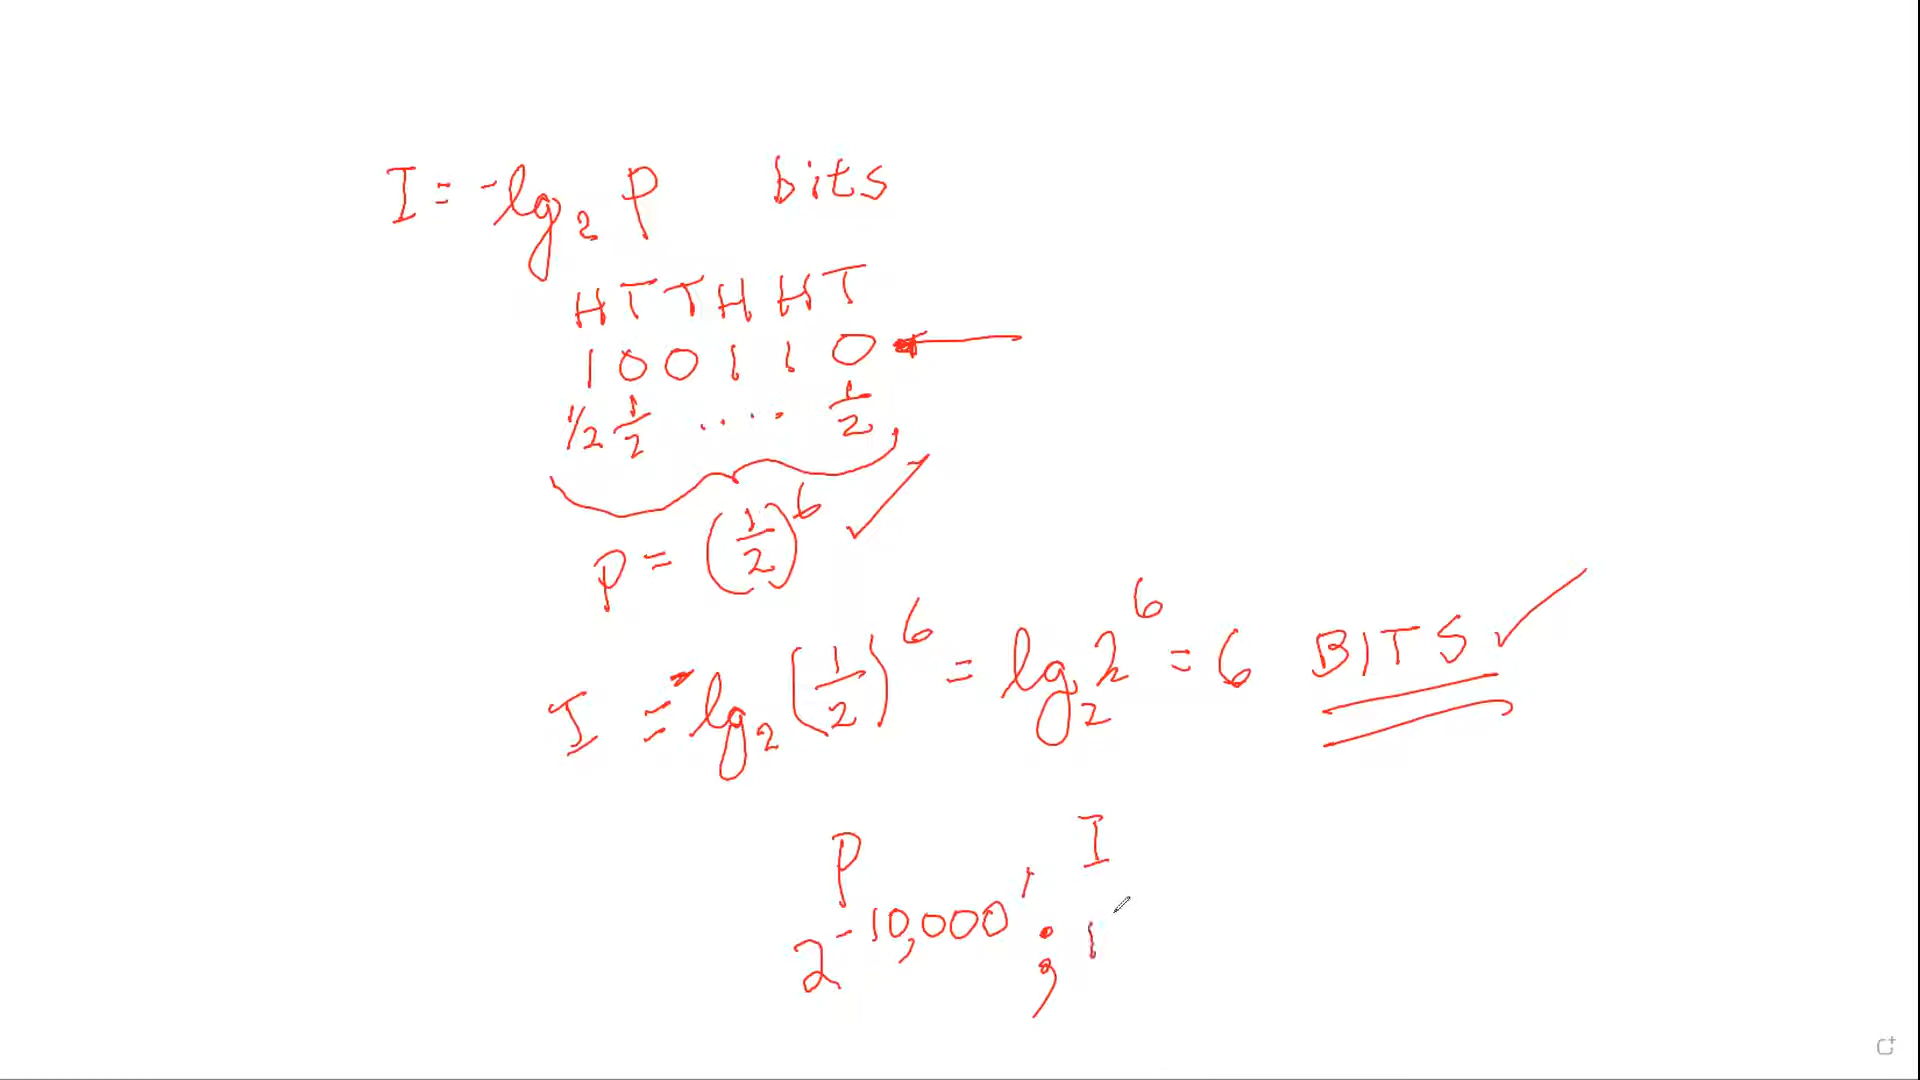 I = -lg₂ P bits
H T T H H T
1 0 0 1 1 0
1/2 1/2 .... 1/2
P = (1/2)⁶
I = -lg₂ (1/2)⁶ = lg₂ 2⁶ = 6 BITS
P , I
2⁻¹⁰,⁰⁰⁰ ; 1